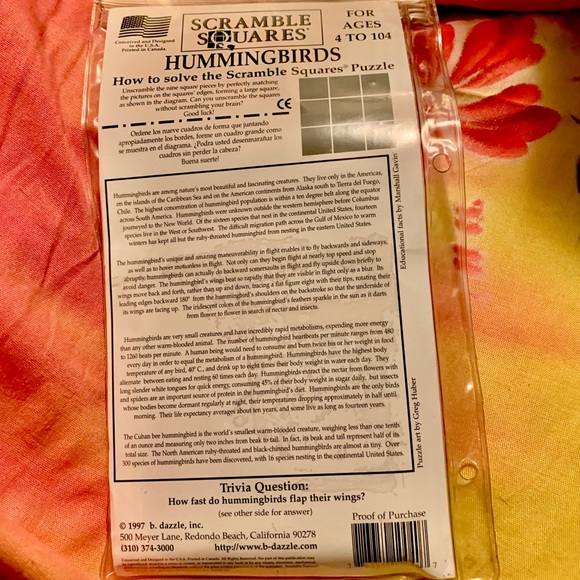 SCRAMBLE
SQUARES®
FOR
AGES
4 TO 104
Conceived and Designed
in the U.S.A.
Printed in Canada.
HUMMINGBIRDS
How to solve the Scramble Squares® Puzzle
Unscramble the nine square pieces by perfectly matching
the pictures on the squares' edges, forming a large square,
as shown in the diagram. Can you unscramble the squares
without scrambling your brain?
Good luck!
CE
Ordene los nueve cuadros de forma que juntando
apropiadamente los bordes, forme un cuadro grande como
se muestra en el diagrama. ¿Podra usted desenmarañar los
cuadros sin perder la cabeza?
Buena suerte!
Hummingbirds are among nature's most beautiful and fascinating creatures. They live only in the Americas,
on the islands of the Caribbean Sea and on the American continents from Alaska south to Tierra del Fuego,
Chile. The highest concentration of hummingbird population is within a ten degree belt along the equator
across South America. Hummingbirds were unknown outside the western hemisphere before Columbus
journeyed to the New World. Of the sixteen species that nest in the continental United States, fourteen
species live in the West or Southwest. The difficult migration path across the Gulf of Mexico to warm
winters has kept all but the ruby-throated hummingbird from nesting in the eastern United States.
The hummingbird's unique and amazing maneuverability in flight enables it to fly backwards and sideways,
as well as to hover motionless in flight. Not only can they begin flight at nearly top speed and stop
abruptly, hummingbirds can actually do backward somersaults in flight and fly upside down briefly to
avoid danger. The hummingbird's wings beat so rapidly that they are visible in flight only as a blur. Its
wings move back and forth, rather than up and down, tracing a flat figure eight with their tips, rotating their
leading edges backward 180° from the hummingbird's shoulders on the backstroke so that the underside of
its wings are facing up. The iridescent colors of the hummingbird's feathers sparkle in the sun as it darts
from flower to flower in search of nectar and insects.
Hummingbirds are very small creatures and have incredibly rapid metabolisms, expending more energy
than any other warm-blooded animal. The number of hummingbird heartbeats per minute ranges from 480
to 1260 beats per minute. A human being would need to consume and burn twice his or her weight in food
every day in order to equal the metabolism of a hummingbird. Hummingbirds have the highest body
temperature of any bird, 40° C, and drink up to eight times their body weight in water each day. They
alternate between eating and resting 60 times each day. Hummingbirds extract the nectar from flowers with
long slender white tongues for quick energy, consuming 45% of their body weight in sugar daily, but insects
and spiders are an important source of protein in the hummingbird's diet. Hummingbirds are the only birds
whose bodies become dormant regularly at night, their temperatures dropping approximately in half until
morning. Their life expectancy averages about ten years, and some live as long as fourteen years.
The Cuban bee hummingbird is the world's smallest warm-blooded creature, weighing less than one tenth
of an ounce and measuring only two inches from beak to tail. In fact, its beak and tail represent half of its
total size. The North American ruby-throated and black-chinned hummingbirds are almost as tiny. Over
300 species of hummingbirds have been discovered, with 16 species nesting in the continental United States.
Educational facts by Marshall Gavin
Puzzle art by Greg Huber
Trivia Question:
How fast do hummingbirds flap their wings?
(see other side for answer)
© 1997 b. dazzle, inc.
500 Meyer Lane, Redondo Beach, California 90278
(310) 374-3000 http://www.b-dazzle.com
Proof of Purchase
Conceived and Designed in the U.S.A. Printed in Canada. All Rights Reserved.